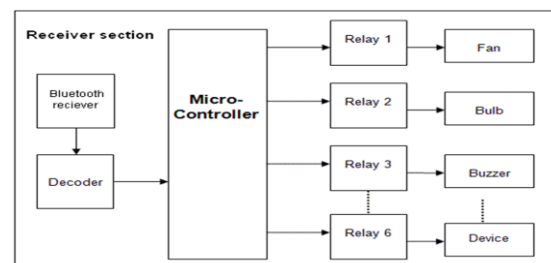 Receiver section
Bluetooth
reciever
Decoder
Micro-
Controller
Relay 1
Fan
Relay 2
Bulb
Relay 3
Buzzer
Relay 6
Device